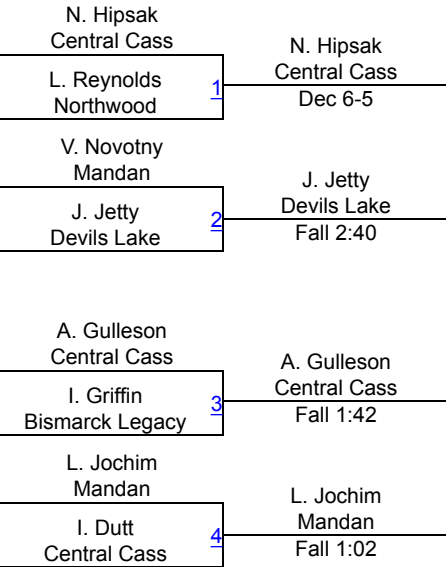 N. Hipsak
Central Cass
L. Reynolds
Northwood
1
N. Hipsak
Central Cass
Dec 6-5
V. Novotny
Mandan
J. Jetty
Devils Lake
2
J. Jetty
Devils Lake
Fall 2:40
A. Gulleson
Central Cass
I. Griffin
Bismarck Legacy
3
A. Gulleson
Central Cass
Fall 1:42
L. Jochim
Mandan
I. Dutt
Central Cass
4
L. Jochim
Mandan
Fall 1:02